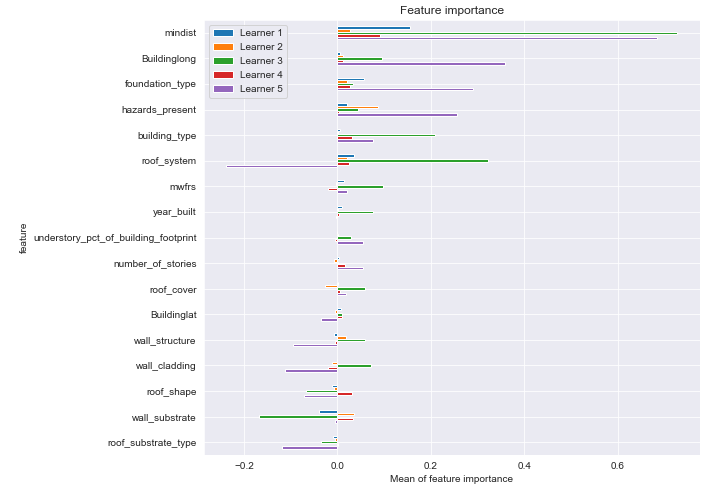 Feature importance
Learner 1
Learner 2
Learner 3
Learner 4
Learner 5
feature
mindist
Buildinglong
foundation_type
hazards_present
building_type
roof_system
mwfrs
year_built
understory_pct_of_building_footprint
number_of_stories
roof_cover
Buildinglat
wall_structure
wall_cladding
roof_shape
wall_substrate
roof_substrate_type
−0.2 0.0 0.2 0.4 0.6
Mean of feature importance